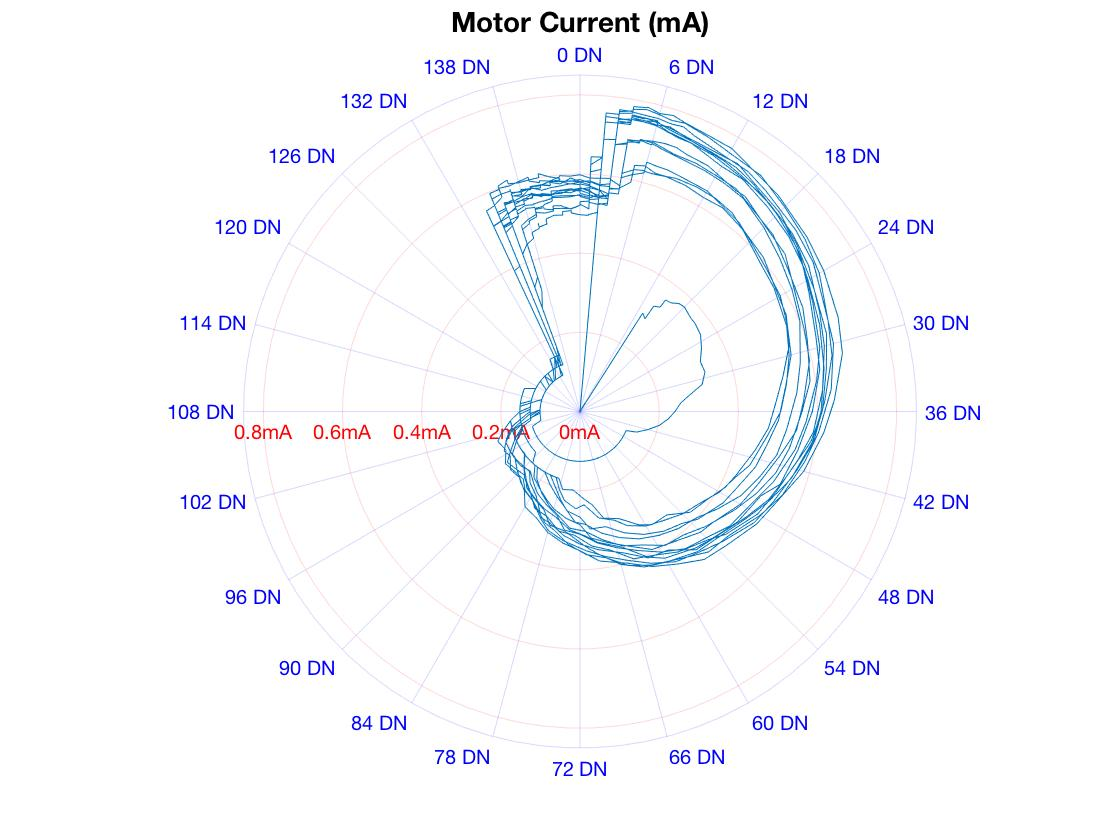 Motor Current (mA)
0 DN
138 DN
6 DN
132 DN
12 DN
126 DN
18 DN
120 DN
24 DN
114 DN
30 DN
108 DN
36 DN
0.8mA
0.6mA
0.4mA
0.2mA
0mA
102 DN
42 DN
96 DN
48 DN
90 DN
54 DN
84 DN
60 DN
78 DN
66 DN
72 DN